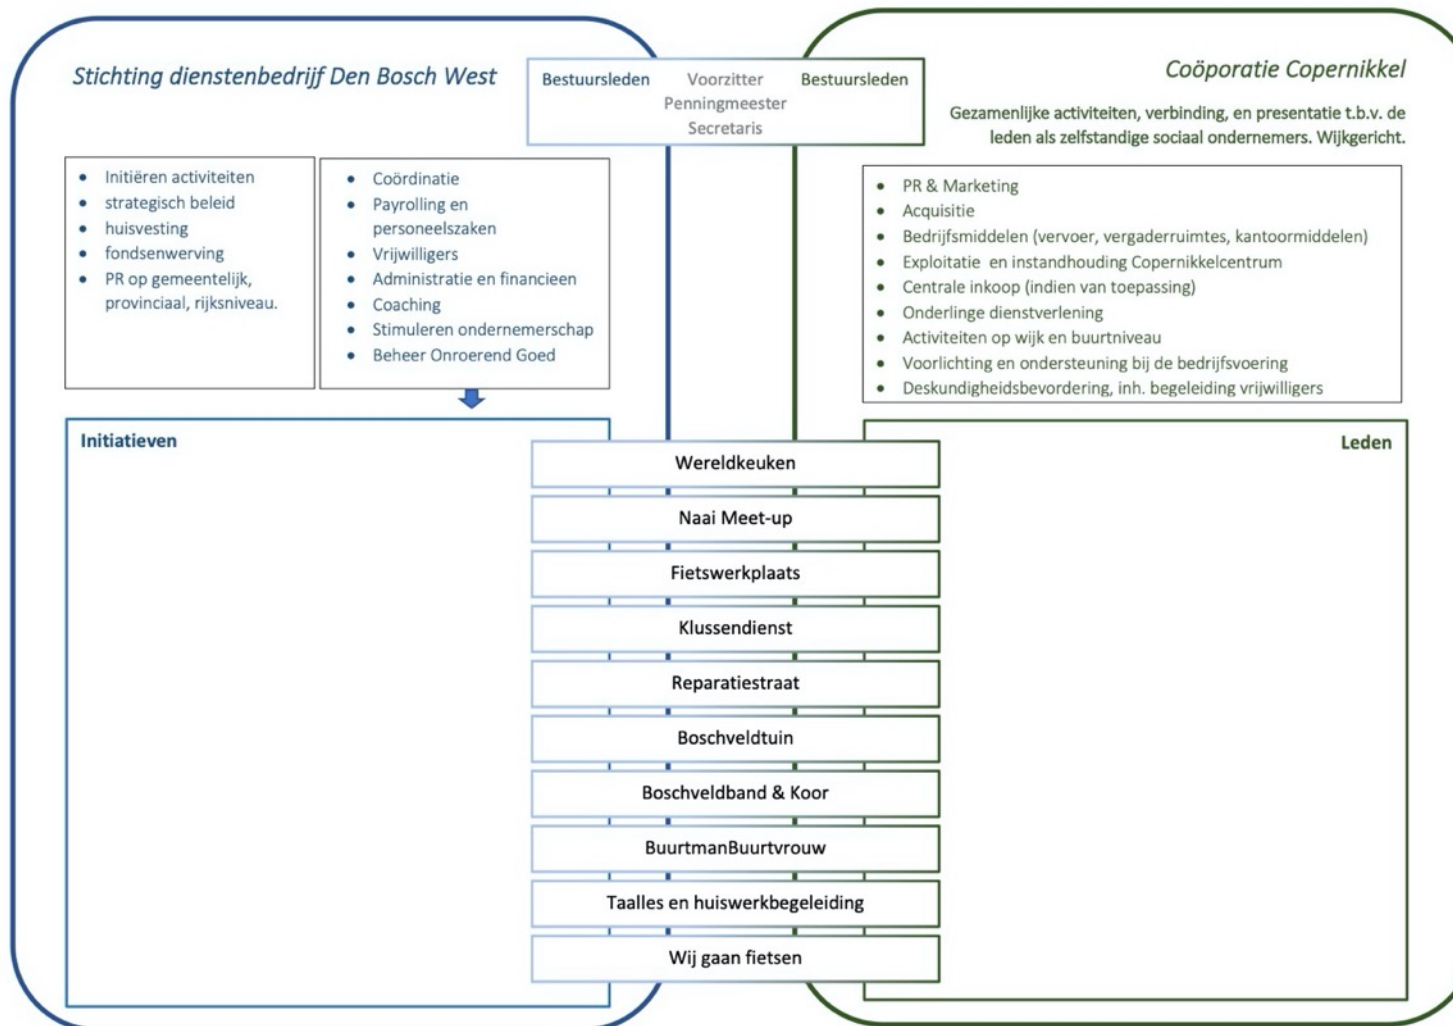 Stichting dienstenbedrijf Den Bosch West
Bestuursleden
Voorzitter
Penningmeester
Secretaris
Bestuursleden
Coöporatie Copernikkel
Gezamenlijke activiteiten, verbinding, en presentatie t.b.v. de
leden als zelfstandige sociaal ondernemers. Wijkgericht.
• Initiëren activiteiten
• strategisch beleid
• huisvesting
• fondsenwerving
• PR op gemeentelijk,
provinciaal, rijksniveau.
• Coördinatie
• Payrolling en
personeelszaken
• Vrijwilligers
• Administratie en financieen
• Coaching
• Stimuleren ondernemerschap
• Beheer Onroerend Goed
• PR & Marketing
• Acquisitie
• Bedrijfsmiddelen (vervoer, vergaderruimtes, kantoormiddelen)
• Exploitatie en instandhouding Copernikkelcentrum
• Centrale inkoop (indien van toepassing)
• Onderlinge dienstverlening
• Activiteiten op wijk en buurtniveau
• Voorlichting en ondersteuning bij de bedrijfsvoering
• Deskundigheidsbevordering, inh. begeleiding vrijwilligers
Initiatieven
Leden
Wereldkeuken
Naai Meet-up
Fietswerkplaats
Klussendienst
Reparatiestraat
Boschveldtuin
Boschveldband & Koor
BuurtmanBuurtvrouw
Taalles en huiswerkbegeleiding
Wij gaan fietsen